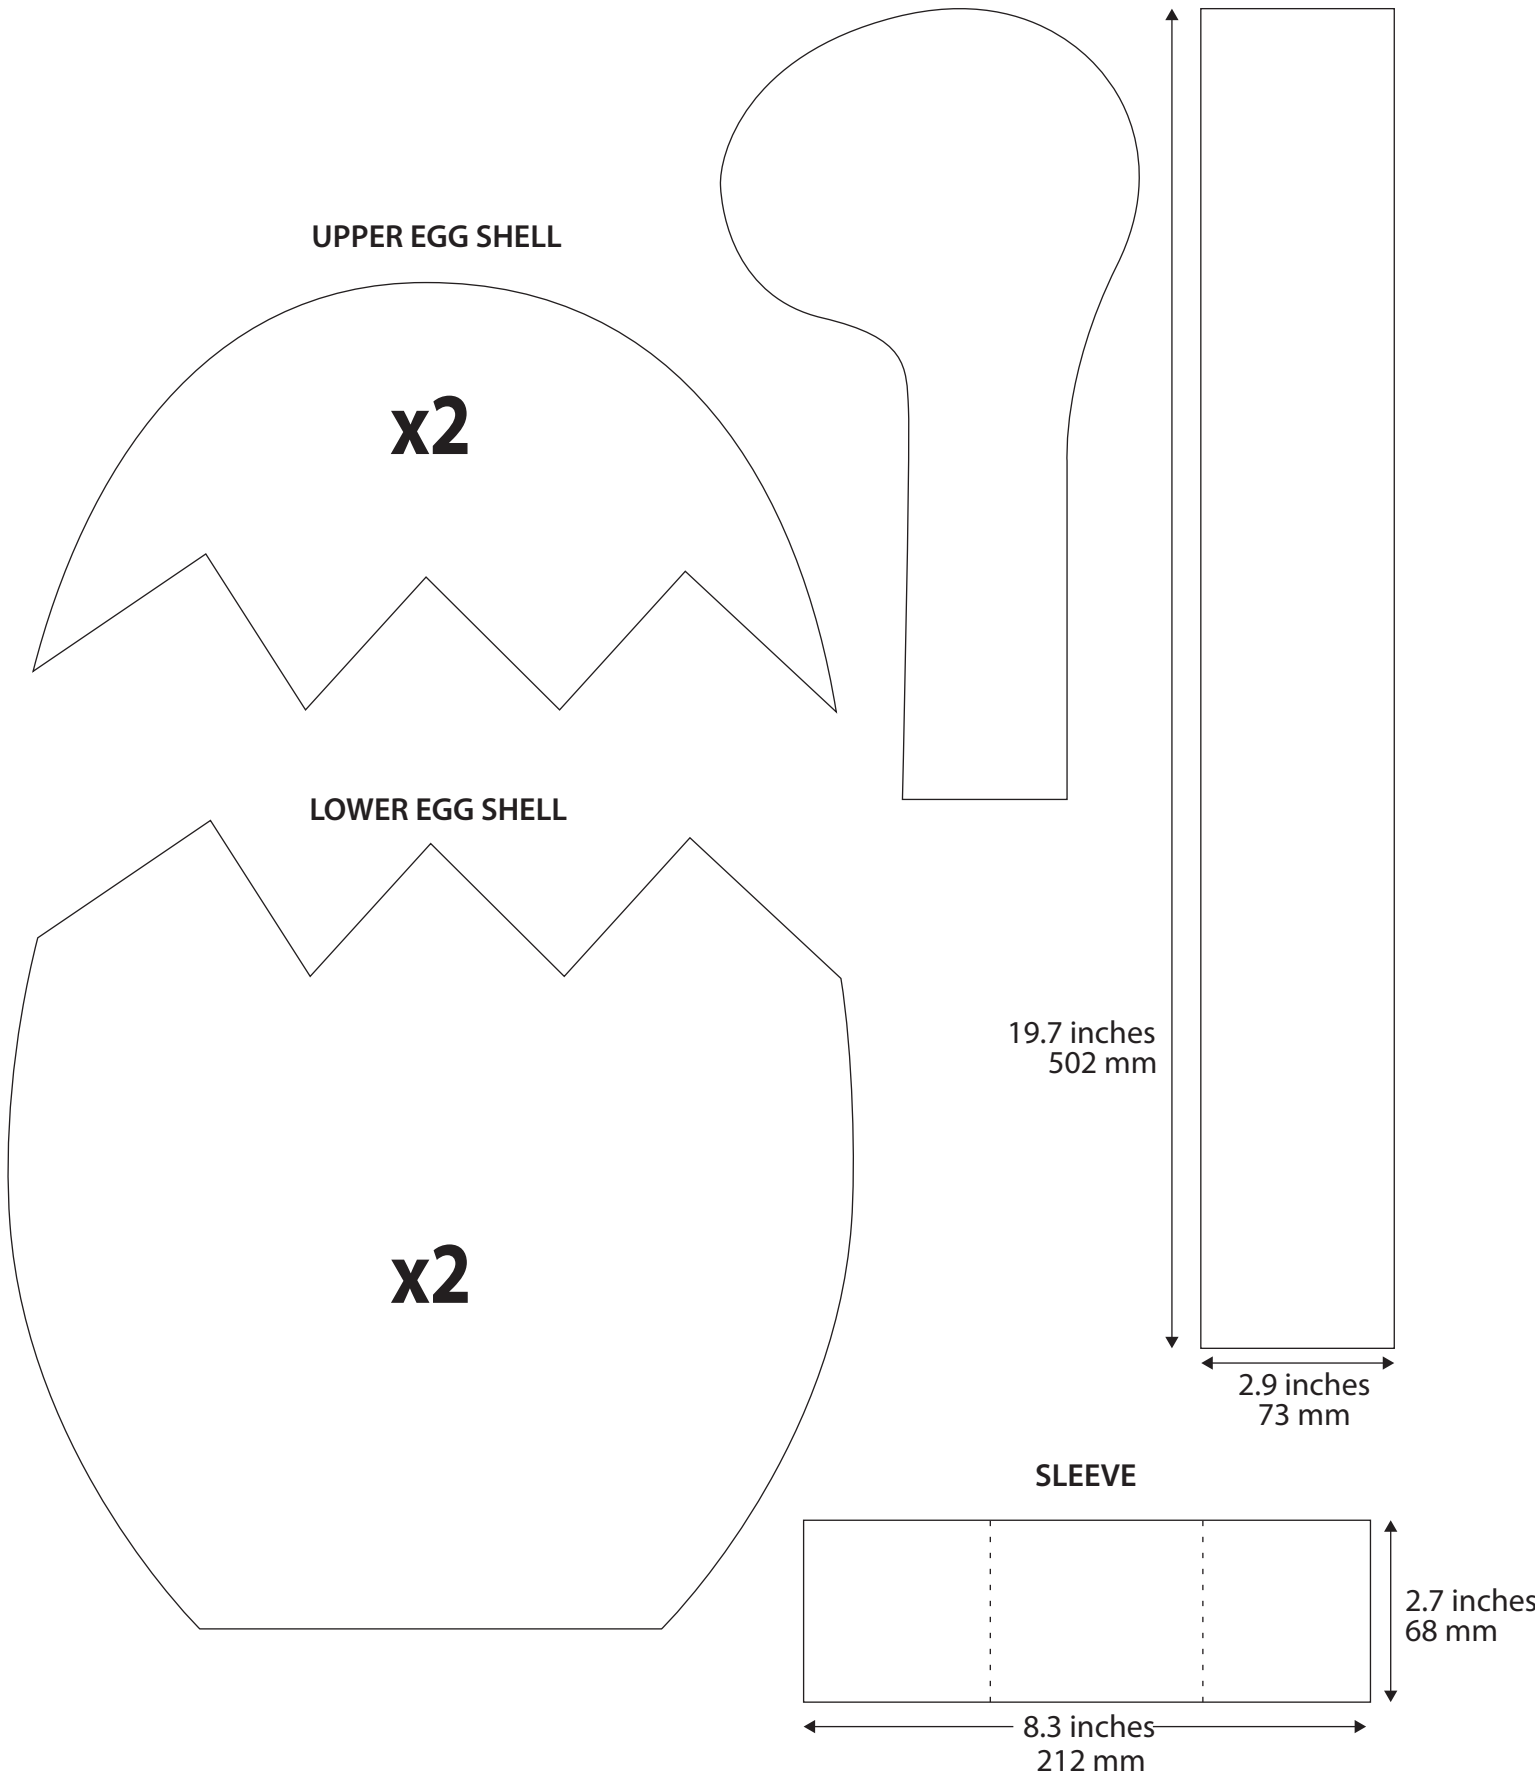 UPPER EGG SHELL
x2
LOWER EGG SHELL
x2
19.7 inches
502 mm
2.9 inches
73 mm
SLEEVE
2.7 inches
68 mm
8.3 inches
212 mm